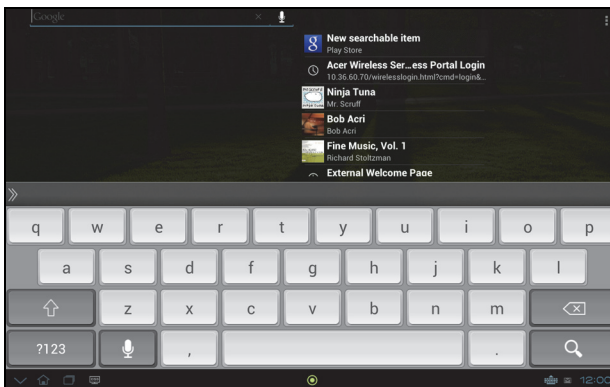 Google
New searchable item
Play Store
Acer Wireless Ser...ess Portal Login
10.36.60.70/wirelesslogin.html?cmd=login&...
Ninja Tuna
Mr. Scruff
Bob Acri
Bob Acri
Fine Music, Vol. 1
Richard Stoltzman
External Welcome Page
q w e r t y u i o p
a s d f g h j k l
z x c v b n m
?123 , .
12:00